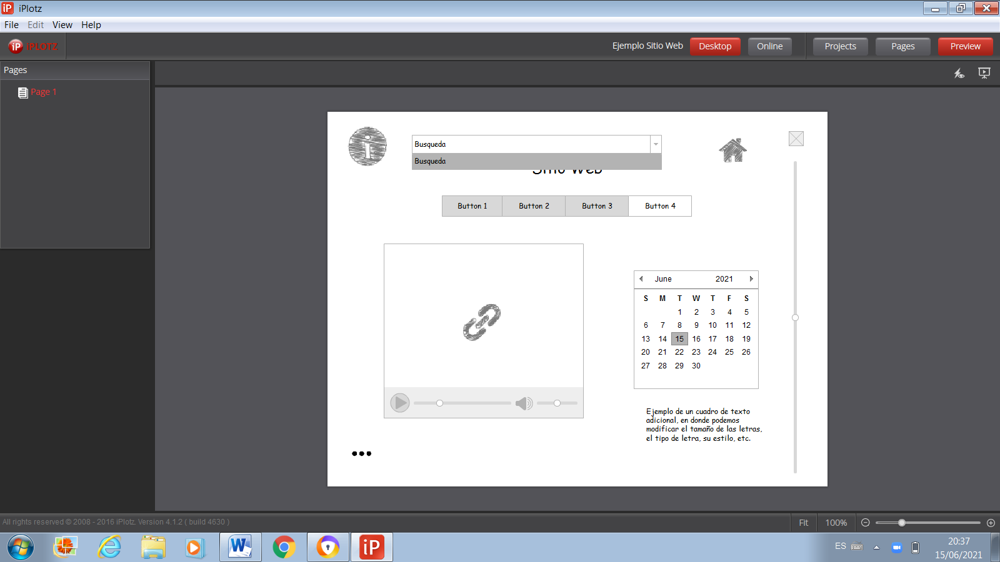 iPlotz
File Edit View Help
iP IPLOTZ
Ejemplo Sitio Web Desktop Online Projects Pages Preview
Pages
Page 1
Busqueda
Busqueda
Sitio Web
Button 1 Button 2 Button 3 Button 4
June 2021
S M T W T F S
1 2 3 4 5
6 7 8 9 10 11 12
13 14 15 16 17 18 19
20 21 22 23 24 25 26
27 28 29 30
Ejemplo de un cuadro de texto
adicional, en donde podemos
modificar el tamaño de las letras,
el tipo de letra, su estilo, etc.
All rights reserved © 2008 - 2016 iPlotz. Version 4.1.2 ( build 4630 )
Fit 100%
iP
ES
20:37
15/06/2021